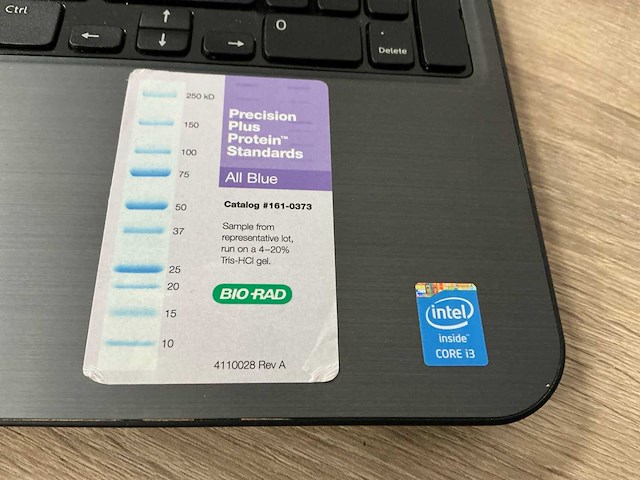 Ctrl
↑
←
↓
→
0
Delete
250 kD
150
100
75
50
37
25
20
15
10
Precision
Plus
Protein™
Standards
All Blue
Catalog #161-0373
Sample from
representative lot,
run on a 4–20%
Tris-HCl gel.
BIO-RAD
4110028 Rev A
intel
inside™
CORE i3